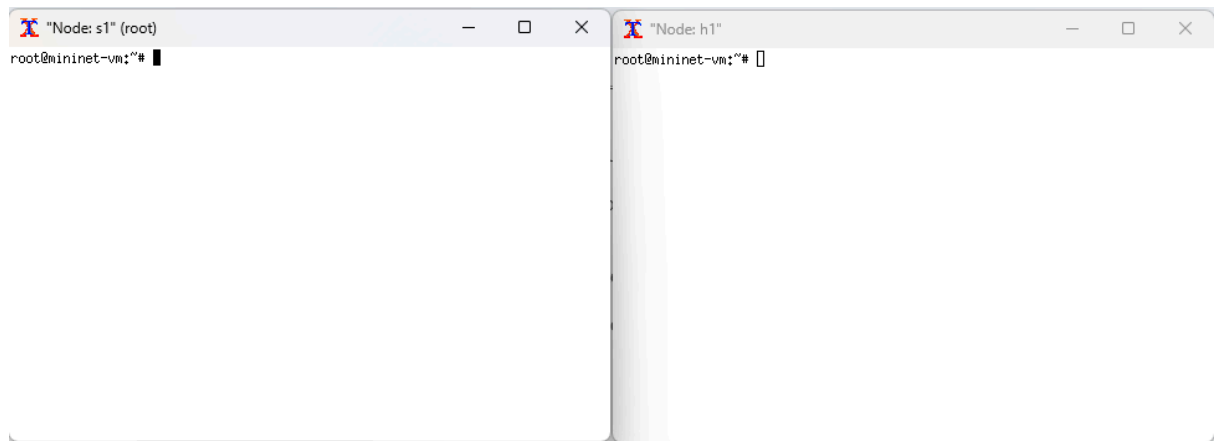 "Node: s1" (root)
root@mininet-vm:~#
"Node: h1"
root@mininet-vm:~#